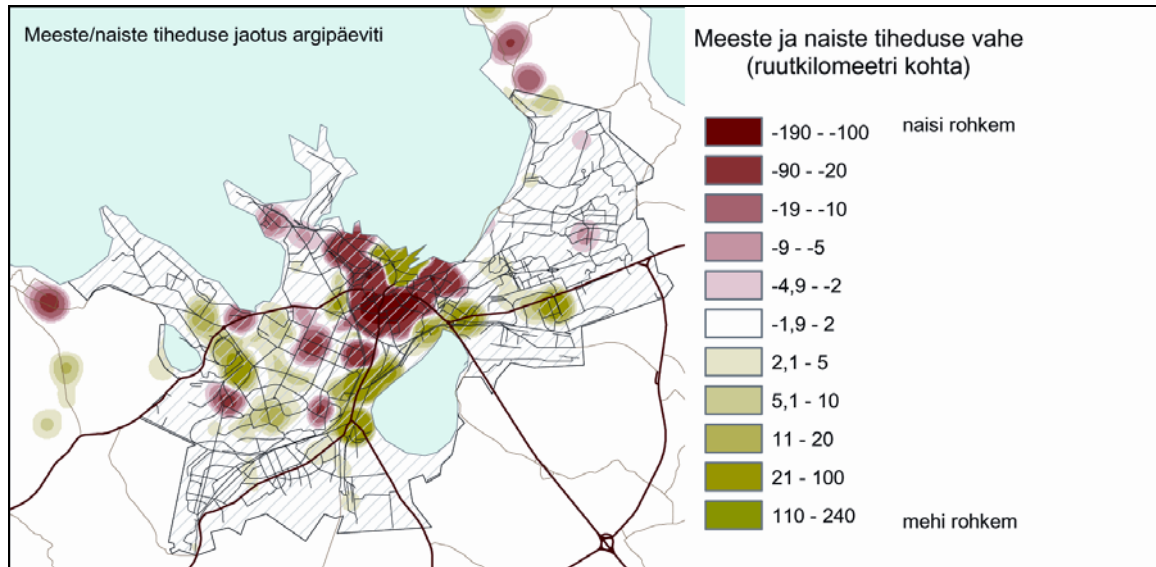 Meeste/naiste tiheduse jaotus argipäeviti
Meeste ja naiste tiheduse vahe
(ruutkilomeetri kohta)
-190 - -100 naisi rohkem
-90 - -20
-19 - -10
-9 - -5
-4,9 - -2
-1,9 - 2
2,1 - 5
5,1 - 10
11 - 20
21 - 100
110 - 240 mehi rohkem